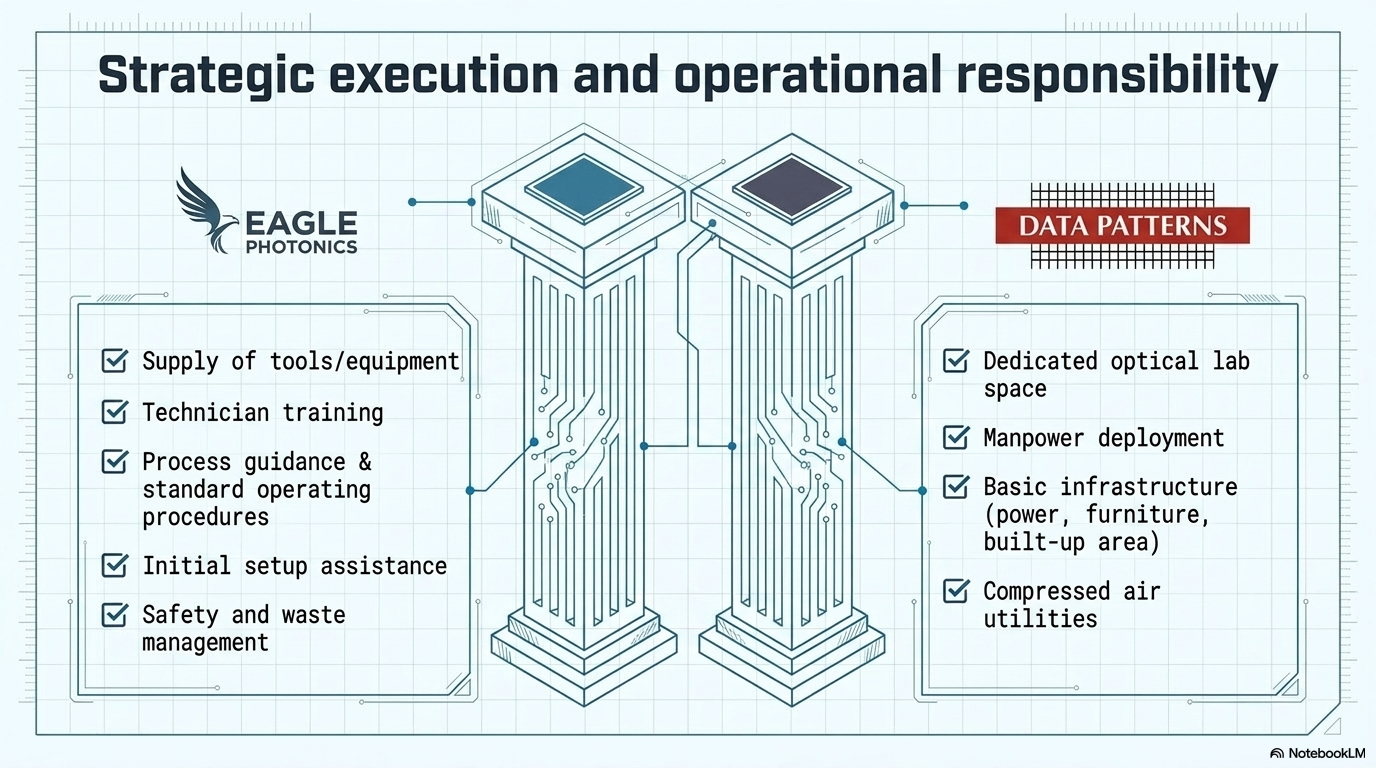 Strategic execution and operational responsibility
EAGLE
PHOTONICS
Supply of tools/equipment
Technician training
Process guidance &
standard operating
procedures
Initial setup assistance
Safety and waste
management
DATA PATTERNS
Dedicated optical lab
space
Manpower deployment
Basic infrastructure
(power, furniture,
built-up area)
Compressed air
utilities
NotebookLM